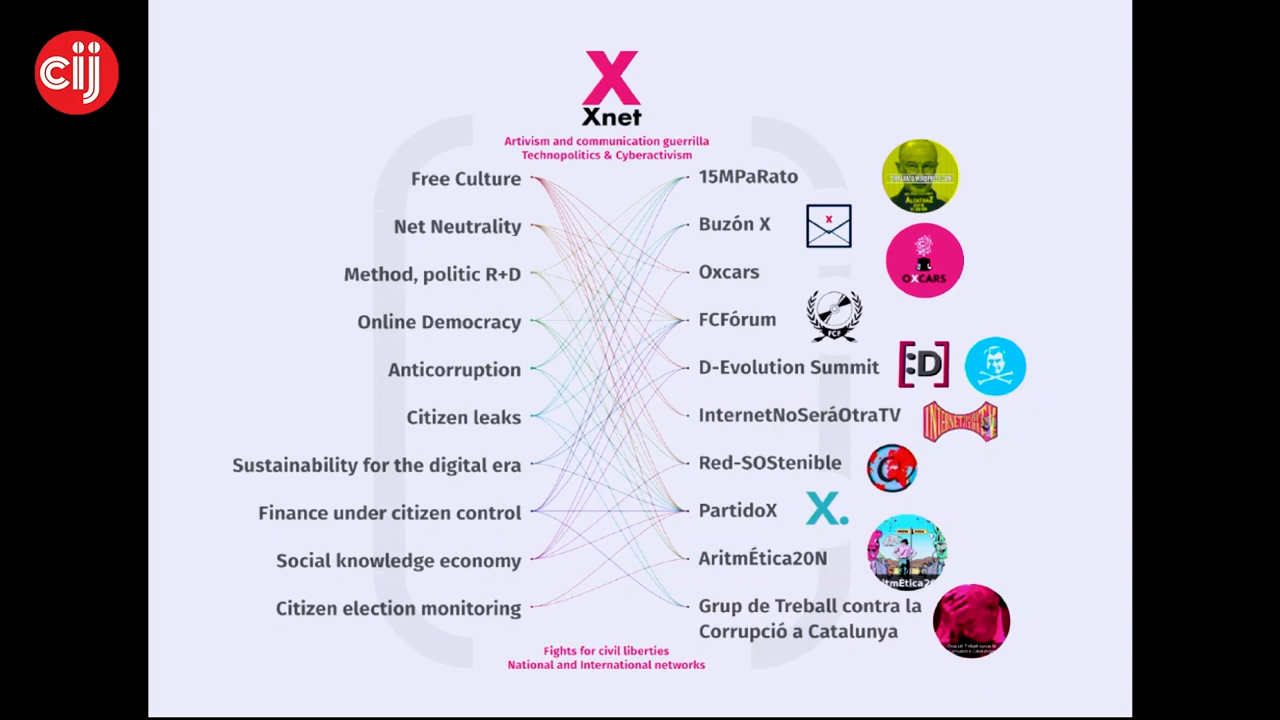 cij
X
Xnet
Artivism and communication guerrilla
Technopolitics & Cyberactivism
Free Culture
Net Neutrality
Method, politic R+D
Online Democracy
Anticorruption
Citizen leaks
Sustainability for the digital era
Finance under citizen control
Social knowledge economy
Citizen election monitoring
15MPaRato
Buzón X
X
Oxcars
OXCARS
FCFórum
FCF
D-Evolution Summit
[:D]
InternetNoSeráOtraTV
INTERNET
Red-SOStenible
PartidoX
X.
AritmÉtica20N
Grup de Treball contra la
Corrupció a Catalunya
Fights for civil liberties
National and International networks